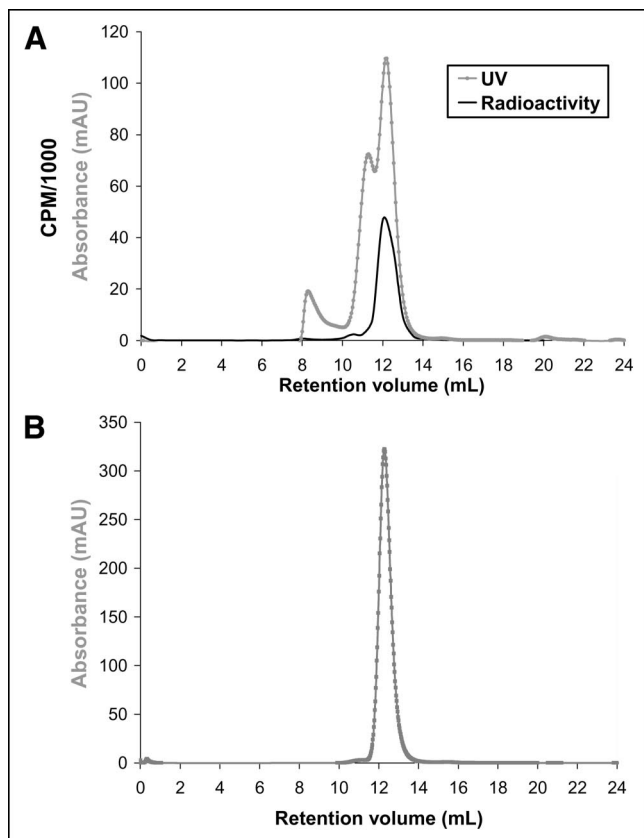 A
120
100
80
60
40
20
0
CPM/1000
Absorbance (mAU)
UV
Radioactivity
0 2 4 6 8 10 12 14 16 18 20 22 24
Retention volume (mL)
B
350
300
250
200
150
100
50
0
Absorbance (mAU)
0 2 4 6 8 10 12 14 16 18 20 22 24
Retention volume (mL)